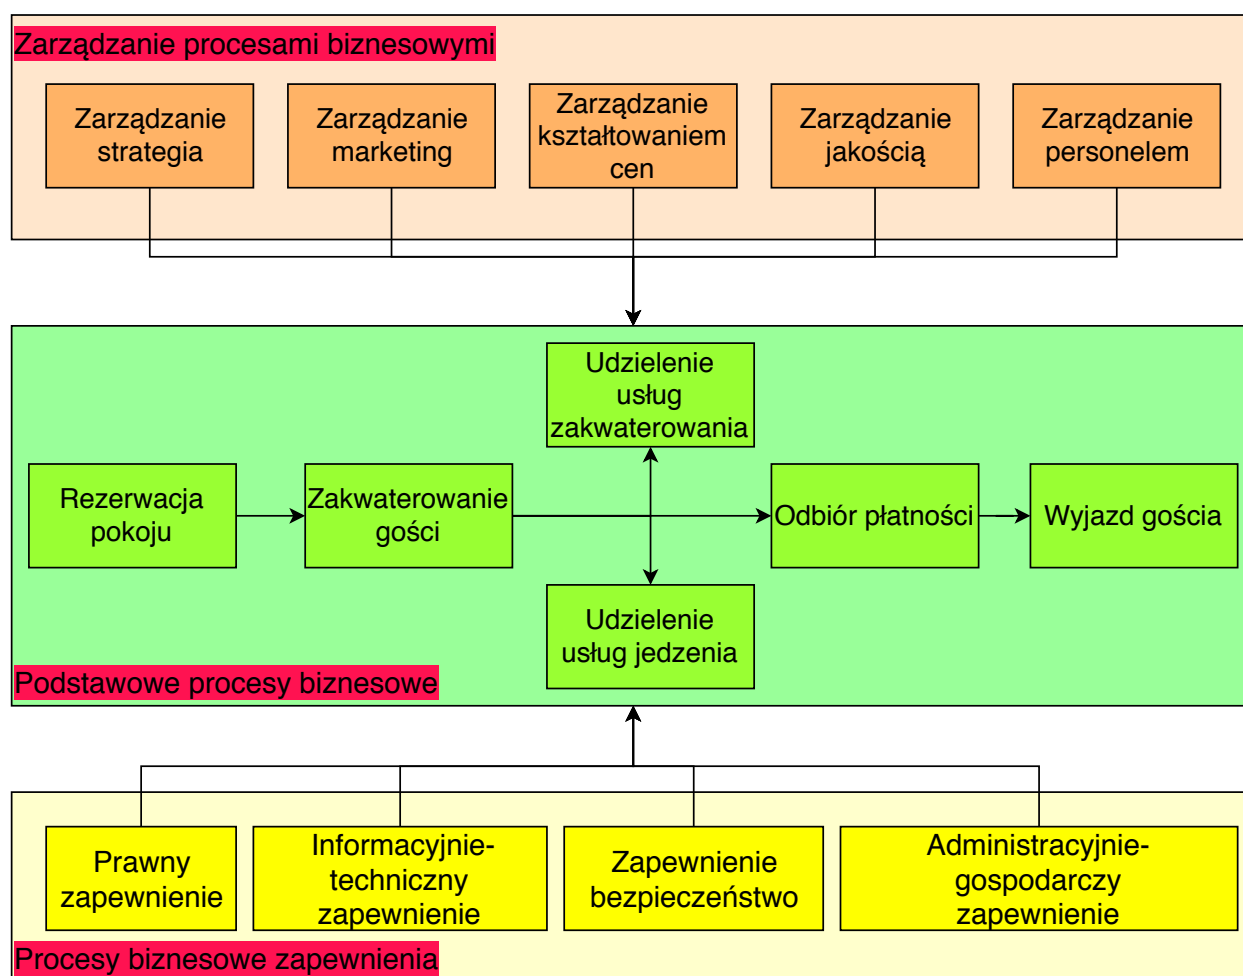 Zarządzanie procesami biznesowymi
Zarządzanie
strategia
Zarządzanie
marketing
Zarządzanie
kształtowaniem
cen
Zarządzanie
jakością
Zarządzanie
personelem
Udzielenie
usług
zakwaterowania
Rezerwacja
pokoju
Zakwaterowanie
gości
Odbiór płatności
Wyjazd gościa
Udzielenie
usług jedzenia
Podstawowe procesy biznesowe
Prawny
zapewnienie
Informacyjnie-
techniczny
zapewnienie
Zapewnienie
bezpieczeństwo
Administracyjnie-
gospodarczy
zapewnienie
Procesy biznesowe zapewnienia